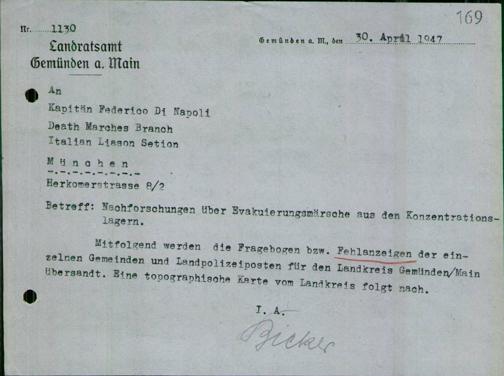 169
Nr. 1130
Landratsamt
Gemünden a. Main
Gemünden a. M., den 30. April 1947
An
Kapitän Federico Di Napoli
Death Marches Branch
Italian Liason Setion
M ü n c h e n
Herkomerstrasse 8/2
Betreff: Nachforschungen über Evakuierungsmärsche aus den Konzentrations-
lagern.
Mitfolgend werden die Fragebogen bzw. Fehlanzeigen der ein-
zelnen Gemeinden und Landpolizeiposten für den Landkreis Gemünden/Main
übersandt. Eine topographische Karte vom Landkreis folgt nach.
I. A.
Bicker